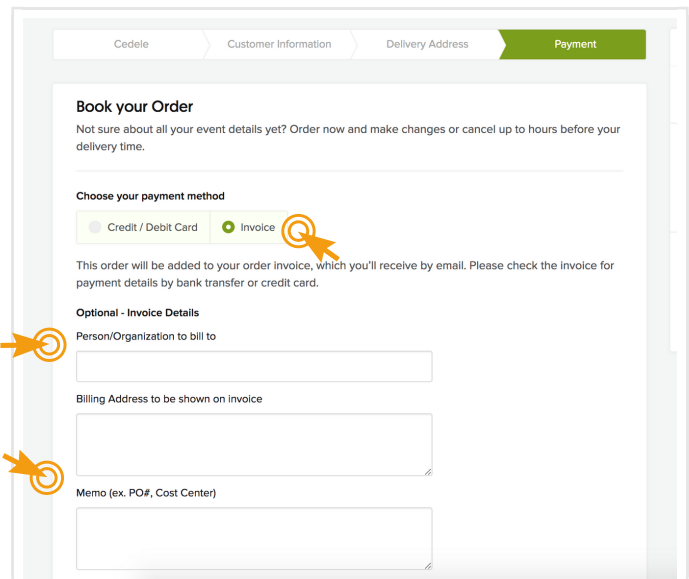 Cedele Customer Information Delivery Address Payment
Book your Order
Not sure about all your event details yet? Order now and make changes or cancel up to hours before your
delivery time.
Choose your payment method
Credit / Debit Card Invoice
This order will be added to your order invoice, which you'll receive by email. Please check the invoice for
payment details by bank transfer or credit card.
Optional - Invoice Details
Person/Organization to bill to
Billing Address to be shown on invoice
Memo (ex. PO#, Cost Center)